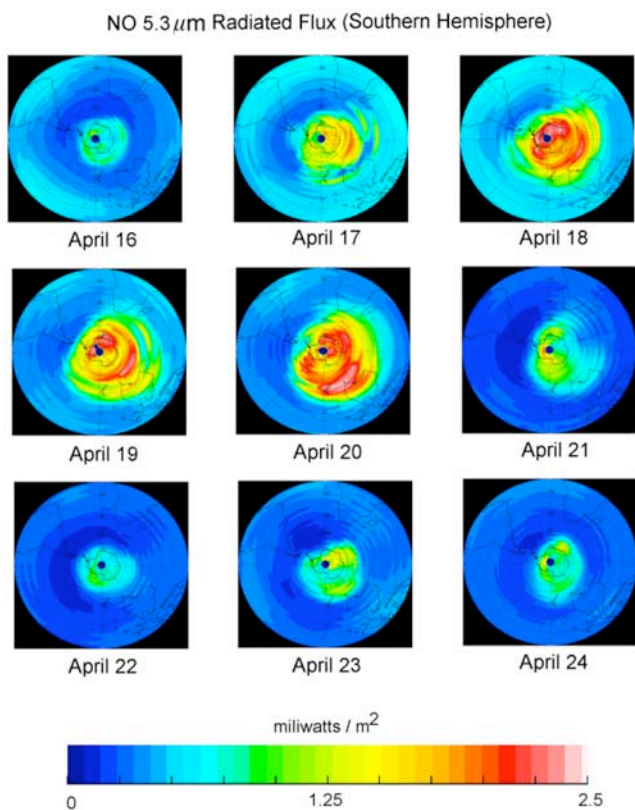 NO 5.3μm Radiated Flux (Southern Hemisphere)
April 16
April 17
April 18
April 19
April 20
April 21
April 22
April 23
April 24
miliwatts / m²
0
1.25
2.5